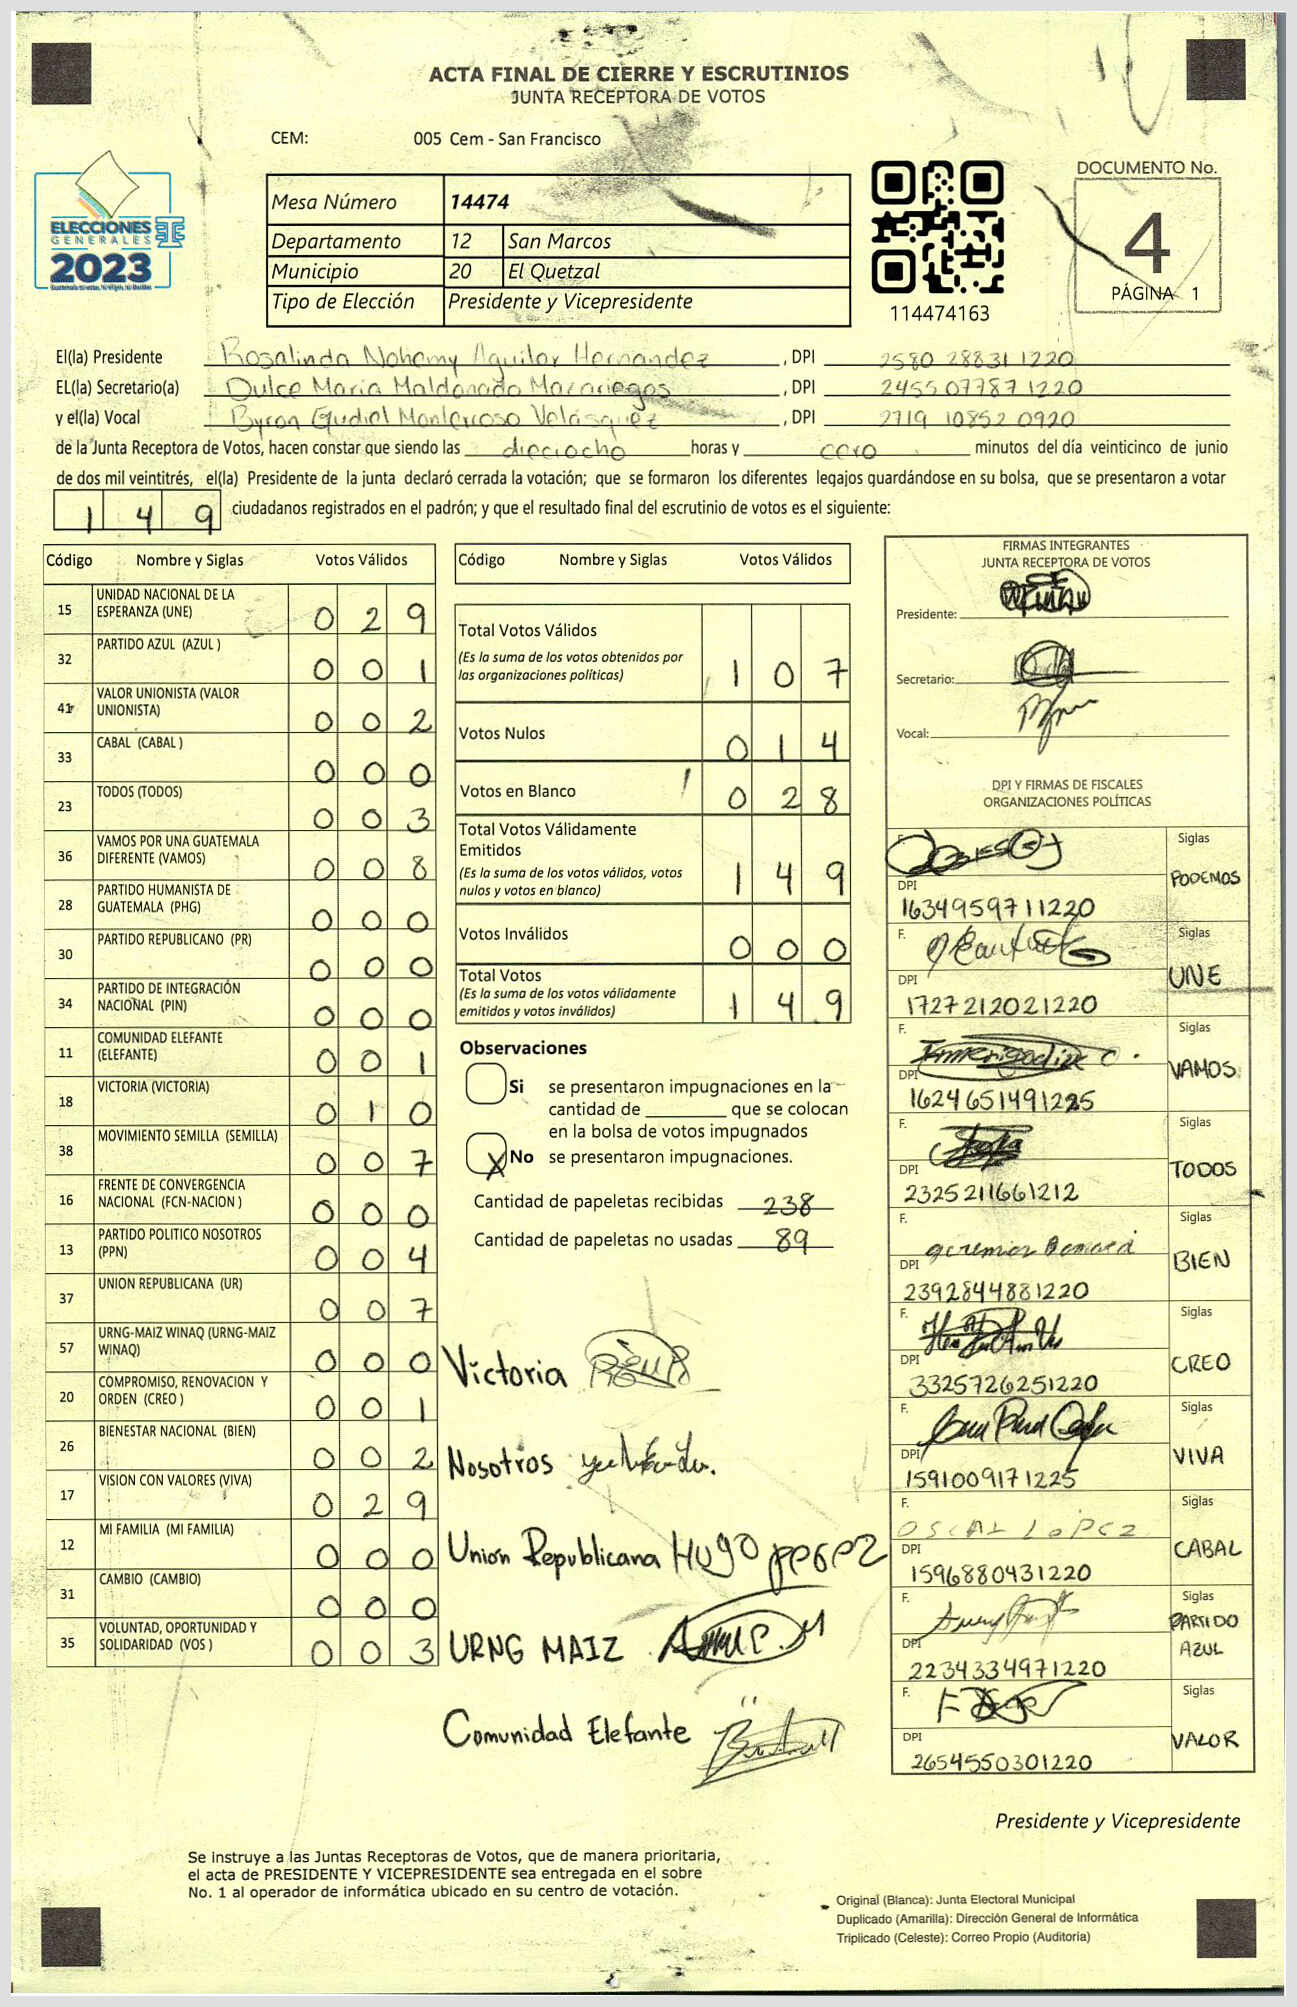 ACTA FINAL DE CIERRE Y ESCRUTINIOS
JUNTA RECEPTORA DE VOTOS
CEM: 005 Cem - San Francisco
ELECCIONES
GENERALES
2023
Mesa Número 14474
Departamento 12 San Marcos
Municipio 20 El Quetzal
Tipo de Elección Presidente y Vicepresidente
114474163
DOCUMENTO No.
4
PÁGINA 1
El(la) Presidente Rosalinda Nohemy Aguilar Hernandez, DPI 2580 28831 1220
EL(la) Secretario(a) Dulce María Maldonado Mazariegos, DPI 2455 07787 1220
y el(la) Vocal Byron Gudiel Monterroso Velásquez, DPI 2719 10852 0920
de la Junta Receptora de Votos, hacen constar que siendo las dieciocho horas y cero minutos del día veinticinco de junio
de dos mil veintitrés, el(la) Presidente de la junta declaró cerrada la votación; que se formaron los diferentes legajos guardándose en su bolsa, que se presentaron a votar
1 4 9 ciudadanos registrados en el padrón; y que el resultado final del escrutinio de votos es el siguiente:
Código Nombre y Siglas Votos Válidos
15 UNIDAD NACIONAL DE LA
ESPERANZA (UNE) 0 2 9
32 PARTIDO AZUL (AZUL ) 0 0 1
41 VALOR UNIONISTA (VALOR
UNIONISTA) 0 0 2
33 CABAL (CABAL ) 0 0 0
23 TODOS (TODOS) 0 0 3
36 VAMOS POR UNA GUATEMALA
DIFERENTE (VAMOS) 0 0 8
28 PARTIDO HUMANISTA DE
GUATEMALA (PHG) 0 0 0
30 PARTIDO REPUBLICANO (PR) 0 0 0
34 PARTIDO DE INTEGRACIÓN
NACIONAL (PIN) 0 0 0
11 COMUNIDAD ELEFANTE
(ELEFANTE) 0 0 1
18 VICTORIA (VICTORIA) 0 1 0
38 MOVIMIENTO SEMILLA (SEMILLA) 0 0 7
16 FRENTE DE CONVERGENCIA
NACIONAL (FCN-NACION ) 0 0 0
13 PARTIDO POLITICO NOSOTROS
(PPN) 0 0 4
37 UNION REPUBLICANA (UR) 0 0 7
57 URNG-MAIZ WINAQ (URNG-MAIZ
WINAQ) 0 0 0
20 COMPROMISO, RENOVACION Y
ORDEN (CREO ) 0 0 1
26 BIENESTAR NACIONAL (BIEN) 0 0 2
17 VISION CON VALORES (VIVA) 0 2 9
12 MI FAMILIA (MI FAMILIA) 0 0 0
31 CAMBIO (CAMBIO) 0 0 0
35 VOLUNTAD, OPORTUNIDAD Y
SOLIDARIDAD (VOS ) 0 0 3
Código Nombre y Siglas Votos Válidos
Total Votos Válidos
(Es la suma de los votos obtenidos por
las organizaciones políticas) 1 0 7
Votos Nulos 0 1 4
Votos en Blanco 0 2 8
Total Votos Válidamente
Emitidos
(Es la suma de los votos válidos, votos
nulos y votos en blanco) 1 4 9
Votos Inválidos 0 0 0
Total Votos
(Es la suma de los votos válidamente
emitidos y votos inválidos) 1 4 9
Observaciones
Si se presentaron impugnaciones en la
cantidad de ________ que se colocan
en la bolsa de votos impugnados
X No se presentaron impugnaciones.
Cantidad de papeletas recibidas 238
Cantidad de papeletas no usadas 89
Victoria
Nosotros
Union Republicana Hugo
URNG MAIZ
Comunidad Elefante
FIRMAS INTEGRANTES
JUNTA RECEPTORA DE VOTOS
Presidente:
Secretario:
Vocal:
DPI Y FIRMAS DE FISCALES
ORGANIZACIONES POLÍTICAS
F. Siglas
DPI PODEMOS
1634959711220
F. Siglas
DPI UNE
1727212021220
F. Siglas
DPI VAMOS
1624651491225
F. Siglas
DPI TODOS
2325211661212
F. Siglas
DPI BIEN
2392844881220
F. Siglas
DPI CREO
3325726251220
F. Siglas
DPI VIVA
1591009171225
F. OSCAR LOPEZ Siglas
DPI CABAL
1596880431220
F. Siglas
DPI PARTIDO AZUL
2234334971220
F. Siglas
DPI VALOR
2654550301220
Presidente y Vicepresidente
Se instruye a las Juntas Receptoras de Votos, que de manera prioritaria,
el acta de PRESIDENTE Y VICEPRESIDENTE sea entregada en el sobre
No. 1 al operador de informática ubicado en su centro de votación.
Original (Blanca): Junta Electoral Municipal
Duplicado (Amarilla): Dirección General de Informática
Triplicado (Celeste): Correo Propio (Auditoría)